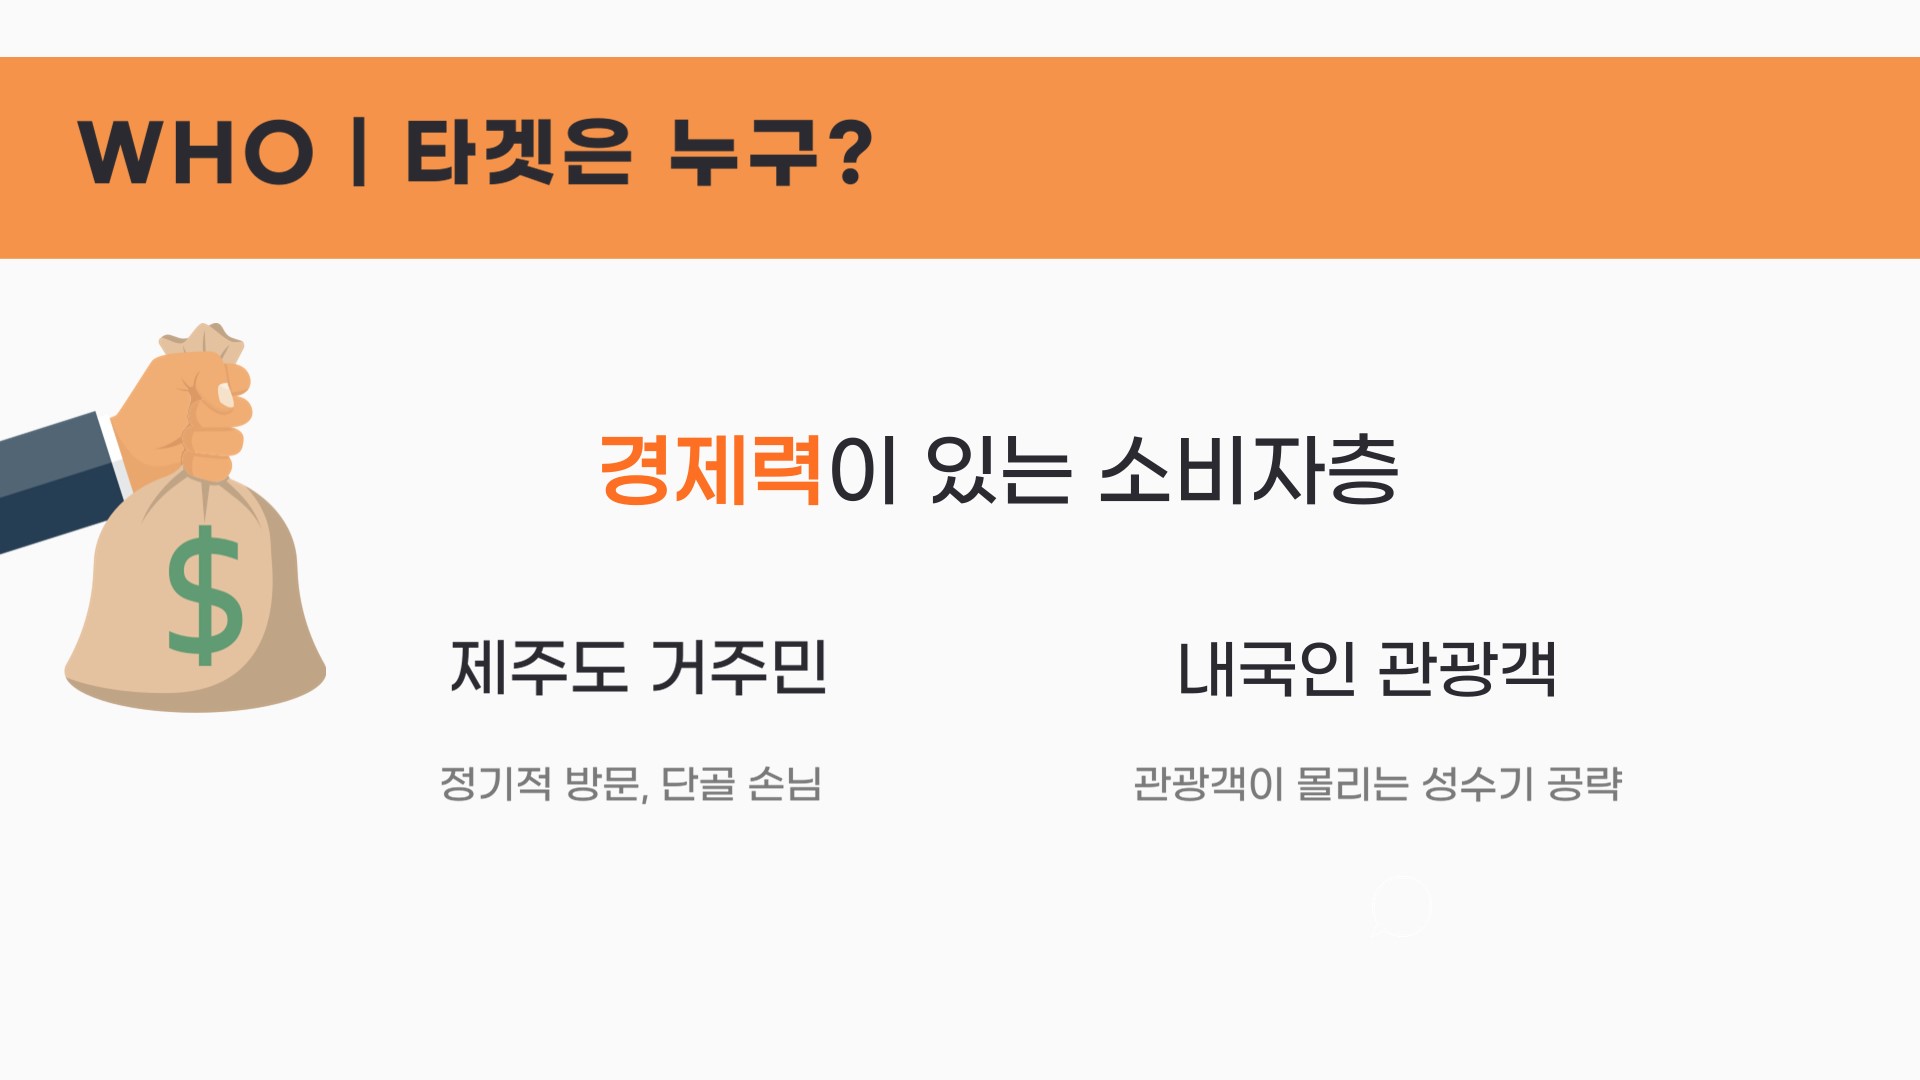 WHO | 타겟은 누구?
경제력이 있는 소비자층
제주도 거주민
내국인 관광객
정기적 방문, 단골 손님
관광객이 몰리는 성수기 공략
$